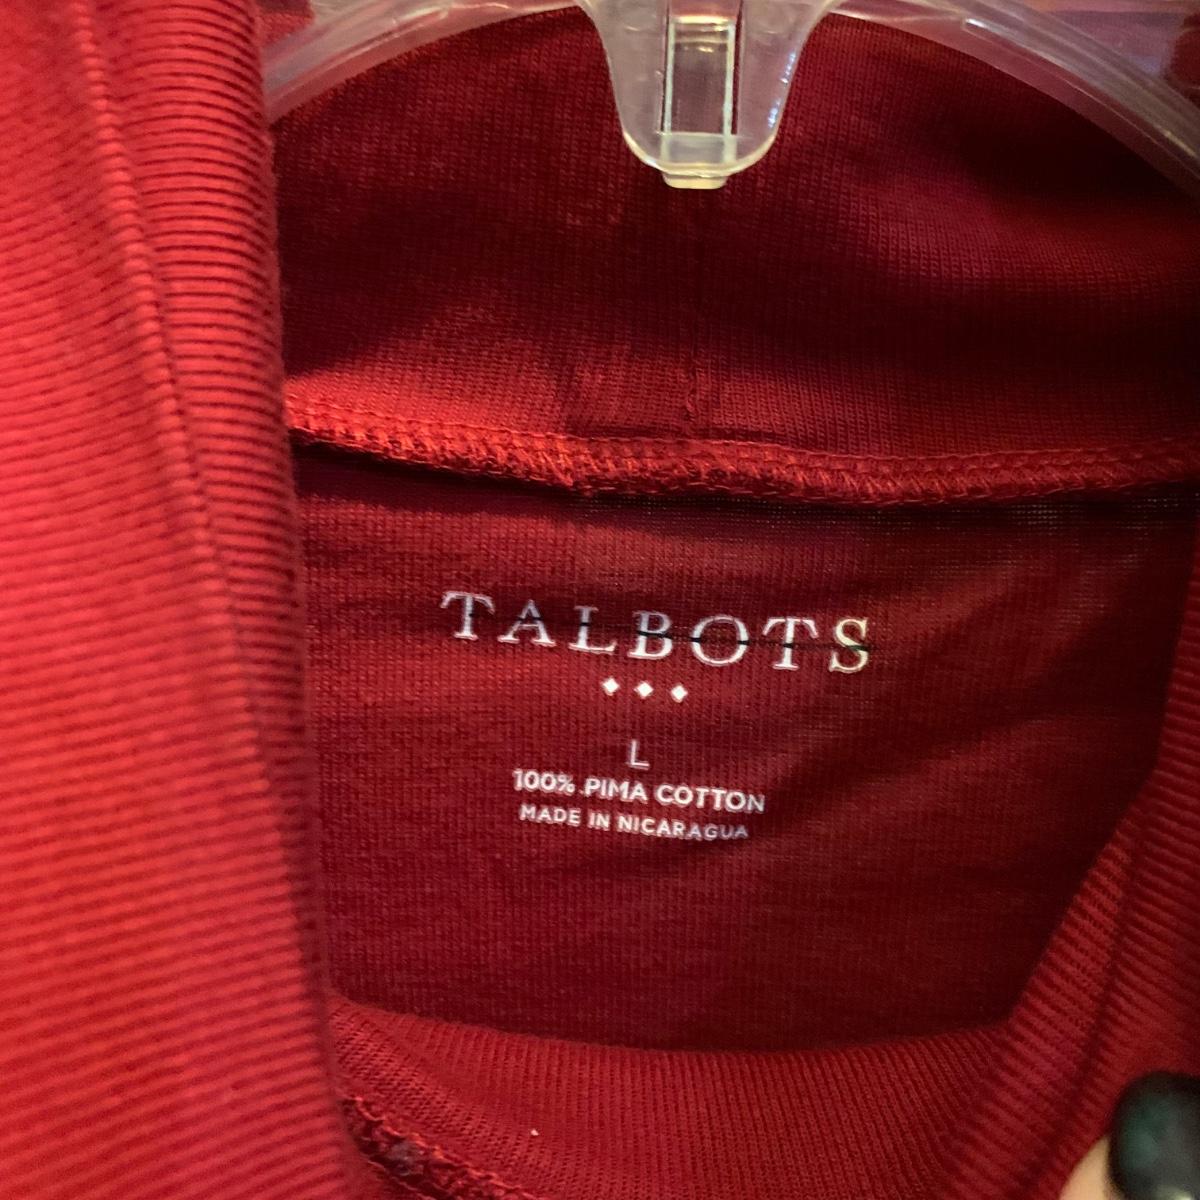 TALBOTS
L
100% PIMA COTTON
MADE IN NICARAGUA